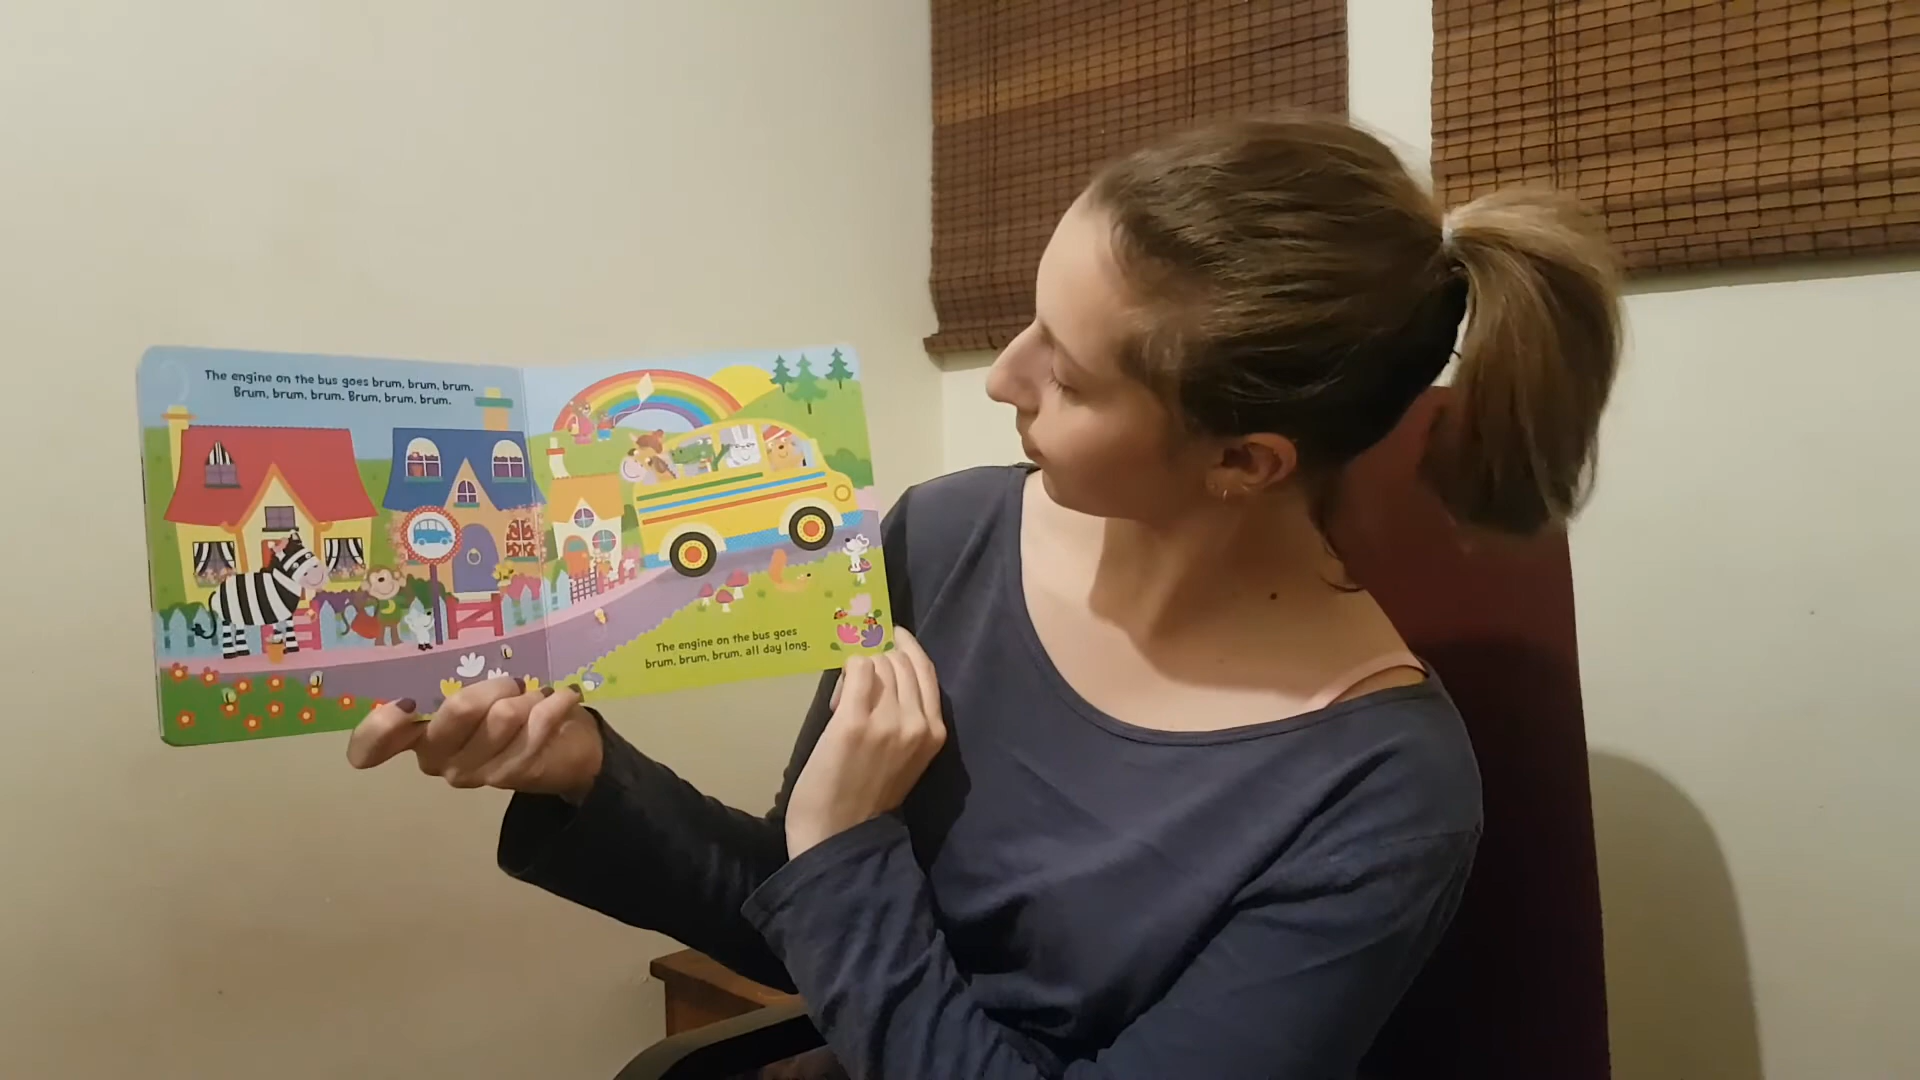 The engine on the bus goes brum, brum, brum.
Brum, brum, brum. Brum, brum, brum.
The engine on the bus goes
brum, brum, brum, all day long.